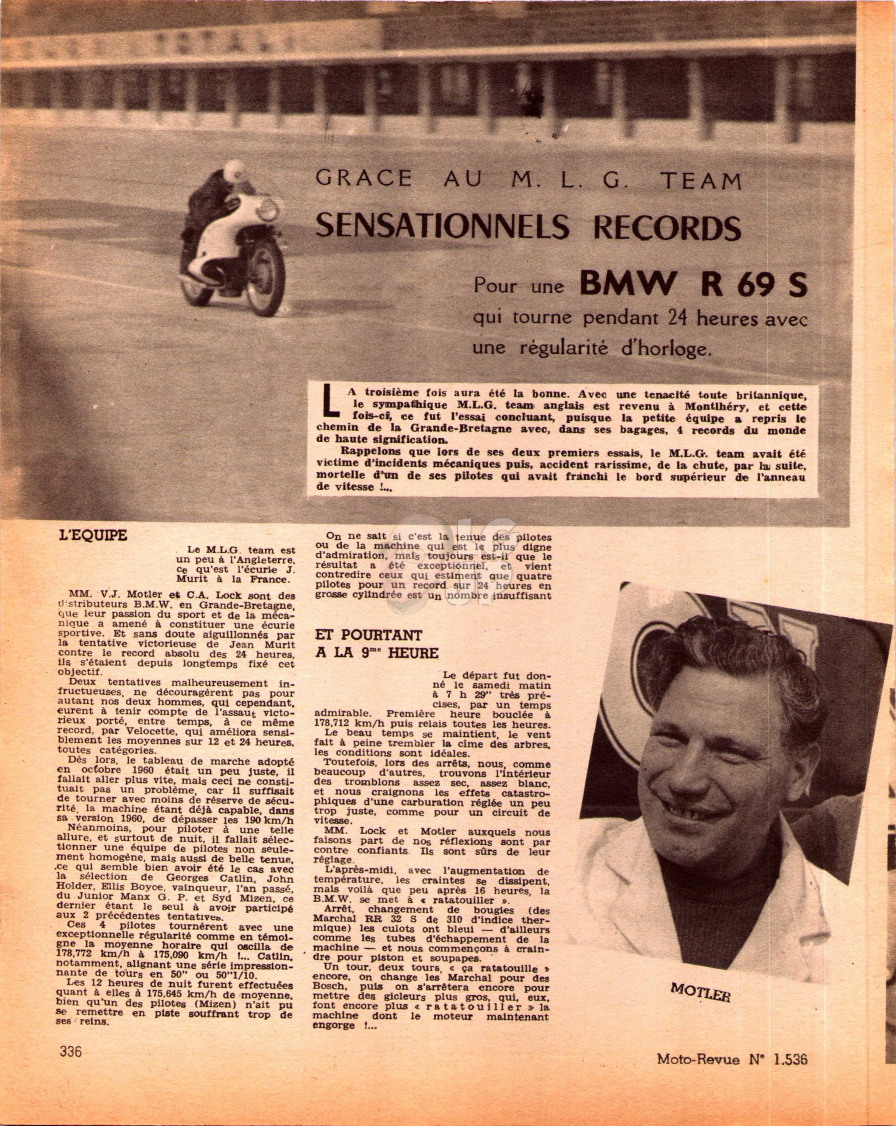 GRACE AU M. L. G. TEAM
SENSATIONNELS RECORDS
Pour une BMW R 69 S
qui tourne pendant 24 heures avec
une régularité d'horloge.
LA troisième fois aura été la bonne. Avec une tenacité toute britannique,
le sympathique M.L.G. team anglais est revenu à Montlhéry, et cette
fois-ci, ce fut l'essai concluant, puisque la petite équipe a repris le
chemin de la Grande-Bretagne avec, dans ses bagages, 4 records du monde
de haute signification.
Rappelons que lors de ses deux premiers essais, le M.L.G. team avait été
victime d'incidents mécaniques puis, accident rarissime, de la chute, par la suite,
mortelle d'un de ses pilotes qui avait franchi le bord supérieur de l'anneau
de vitesse !...
L'EQUIPE
Le M.L.G. team est
un peu à l'Angleterre,
ce qu'est l'écurie J.
Murit à la France.
MM. V.J. Motler et C.A. Lock sont des
distributeurs B.M.W. en Grande-Bretagne,
que leur passion du sport et de la méca-
nique a amené à constituer une écurie
sportive. Et sans doute aiguillonnés par
la tentative victorieuse de Jean Murit
contre le record absolu des 24 heures,
ils s'étaient depuis longtemps fixé cet
objectif.
Deux tentatives malheureusement in-
fructueuses, ne découragèrent pas pour
autant nos deux hommes, qui cependant,
eurent à tenir compte de l'assaut victo-
rieux porté, entre temps, à ce même
record, par Velocette, qui améliora sensi-
blement les moyennes sur 12 et 24 heures,
toutes catégories.
Dès lors, le tableau de marche adopté
en octobre 1960 était un peu juste, il
fallait aller plus vite, mais ceci ne consti-
tuait pas un problème, car il suffisait
de tourner avec moins de réserve de sécu-
rité, la machine étant déjà capable, dans
sa version 1960, de dépasser les 190 km/h
Néanmoins, pour piloter à une telle
allure, et surtout de nuit, il fallait sélec-
tionner une équipe de pilotes non seule-
ment homogène, mais aussi de belle tenue,
ce qui semble bien avoir été le cas avec
la sélection de Georges Catlin, John
Holder, Ellis Boyce, vainqueur, l'an passé,
du Junior Manx G. P. et Syd Mizen, ce
dernier étant le seul à avoir participé
aux 2 précédentes tentatives.
Ces 4 pilotes tournèrent avec une
exceptionnelle régularité comme en témoi-
gne la moyenne horaire qui oscilla de
178,772 km/h à 175,090 km/h !... Catlin,
notamment, alignant une série impression-
nante de tours en 50" ou 50"1/10.
Les 12 heures de nuit furent effectuées
quant à elles à 175,645 km/h de moyenne,
bien qu'un des pilotes (Mizen) n'ait pu
se remettre en piste souffrant trop de
ses reins.
On ne sait si c'est la tenue des pilotes
ou de la machine qui est le plus digne
d'admiration, mais toujours est-il que le
résultat a été exceptionnel, et vient
contredire ceux qui estiment que quatre
pilotes pour un record sur 24 heures en
grosse cylindrée est un nombre insuffisant
ET POURTANT
A LA 9me HEURE
Le départ fut don-
né le samedi matin
à 7 h 29" très pré-
cises, par un temps
admirable. Première heure bouclée à
178,712 km/h puis relais toutes les heures.
Le beau temps se maintient, le vent
fait à peine trembler la cime des arbres,
les conditions sont idéales.
Toutefois, lors des arrêts, nous, comme
beaucoup d'autres, trouvons l'intérieur
des tromblons assez sec, assez blanc,
et nous craignons les effets catastro-
phiques d'une carburation réglée un peu
trop juste, comme pour un circuit de
vitesse.
MM. Lock et Motler auxquels nous
faisons part de nos réflexions sont par
contre confiants. Ils sont sûrs de leur
réglage.
L'après-midi, avec l'augmentation de
température, les craintes se dissipent,
mais voilà que peu après 16 heures, la
B.M.W. se met à « ratatouiller ».
Arrêt, changement de bougies (des
Marchal RR 32 S de 310 d'indice ther-
mique) les culots ont bleui — d'ailleurs
comme les tubes d'échappement de la
machine — et nous commençons à crain-
dre pour piston et soupapes.
Un tour, deux tours, « ça ratatouille »
encore, on change les Marchal pour des
Bosch, puis on s'arrêtera encore pour
mettre des gicleurs plus gros, qui, eux,
font encore plus « ratatouiller » la
machine dont le moteur maintenant
engorge !...
MOTLER
336
Moto-Revue N° 1.536